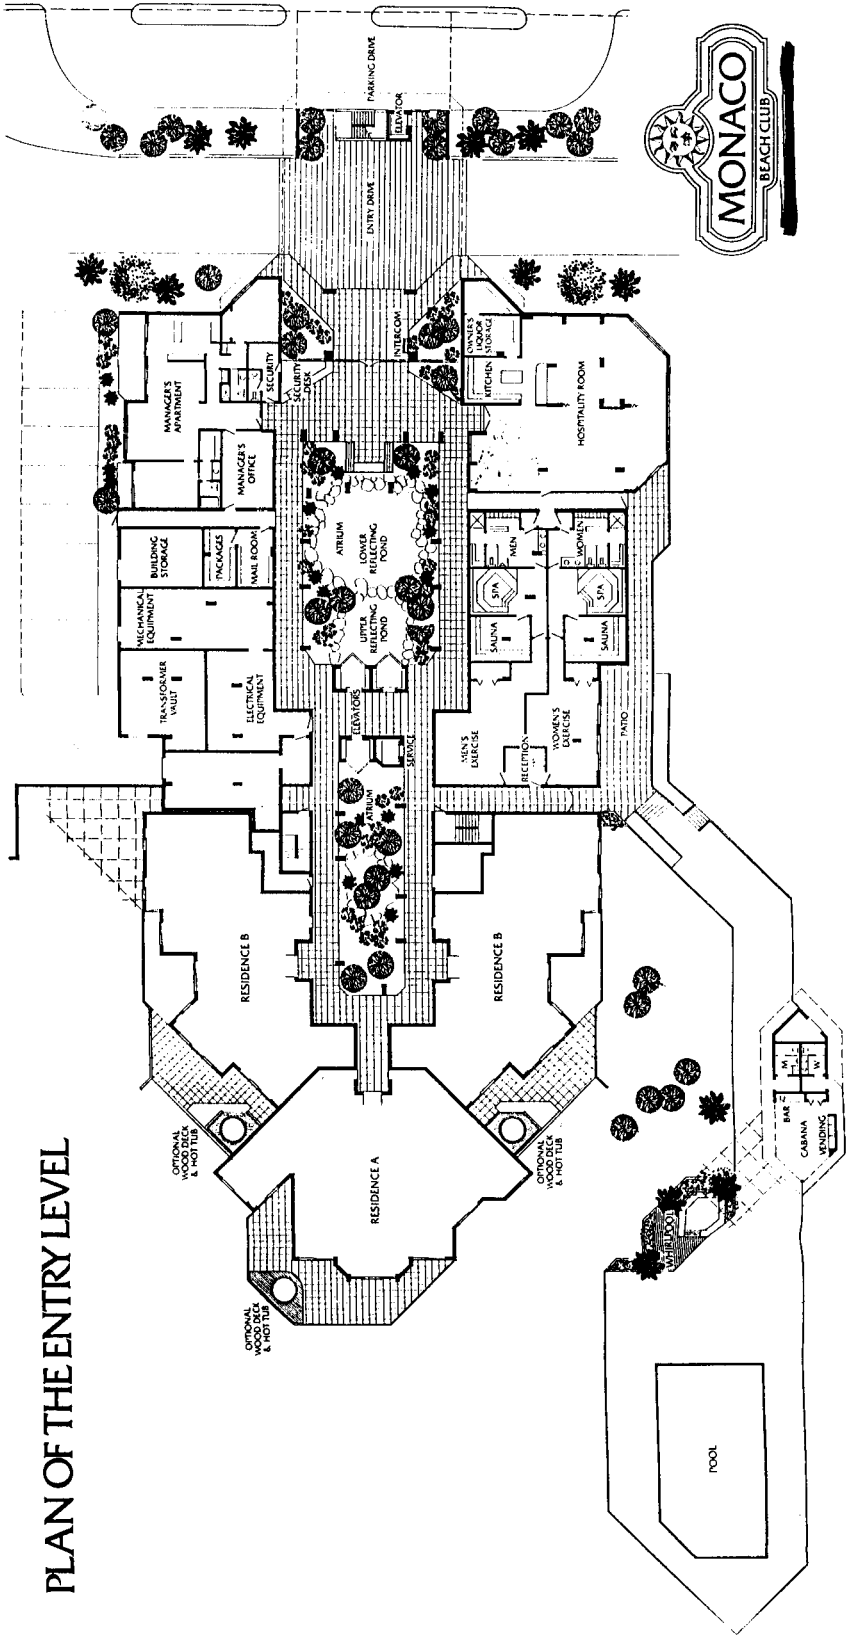 PLAN OF THE ENTRY LEVEL
MONACO
BEACH CLUB
PARKING DRIVE
ELEVATOR
ENTRY DRIVE
INTERCOM
OWNER'S
LIQUOR
STORAGE
KITCHEN
HOSPITALITY ROOM
SECURITY
SECURITY
DESK
MANAGER'S
APARTMENT
MANAGER'S
OFFICE
BUILDING
STORAGE
PACKAGES
MAIL ROOM
MECHANICAL
EQUIPMENT
TRANSFORMER
VAULT
ELECTRICAL
EQUIPMENT
ATRIUM
LOWER
REFLECTING
POND
UPPER
REFLECTING
POND
ELEVATORS
SERVICE
ATRIUM
MEN
WOMEN
SPA
SPA
SAUNA
SAUNA
MEN'S
EXERCISE
RECEPTION
WOMEN'S
EXERCISE
PATIO
RESIDENCE B
RESIDENCE B
RESIDENCE A
OPTIONAL
WOOD DECK
& HOT TUB
OPTIONAL
WOOD DECK
& HOT TUB
OPTIONAL
WOOD DECK
& HOT TUB
M
W
BAR
CABANA
VENDING
WHIRLPOOL
POOL